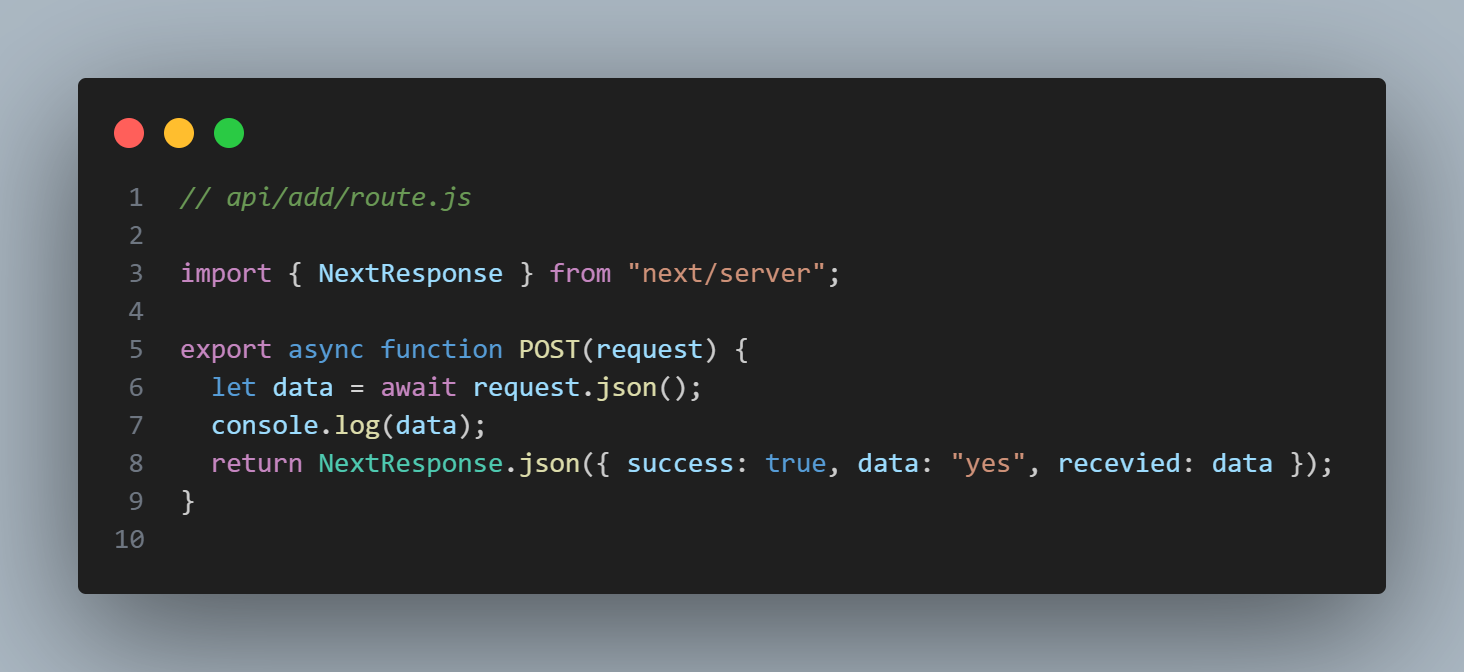 1 // api/add/route.js
2
3 import { NextResponse } from "next/server";
4
5 export async function POST(request) {
6   let data = await request.json();
7   console.log(data);
8   return NextResponse.json({ success: true, data: "yes", recevied: data });
9 }
10